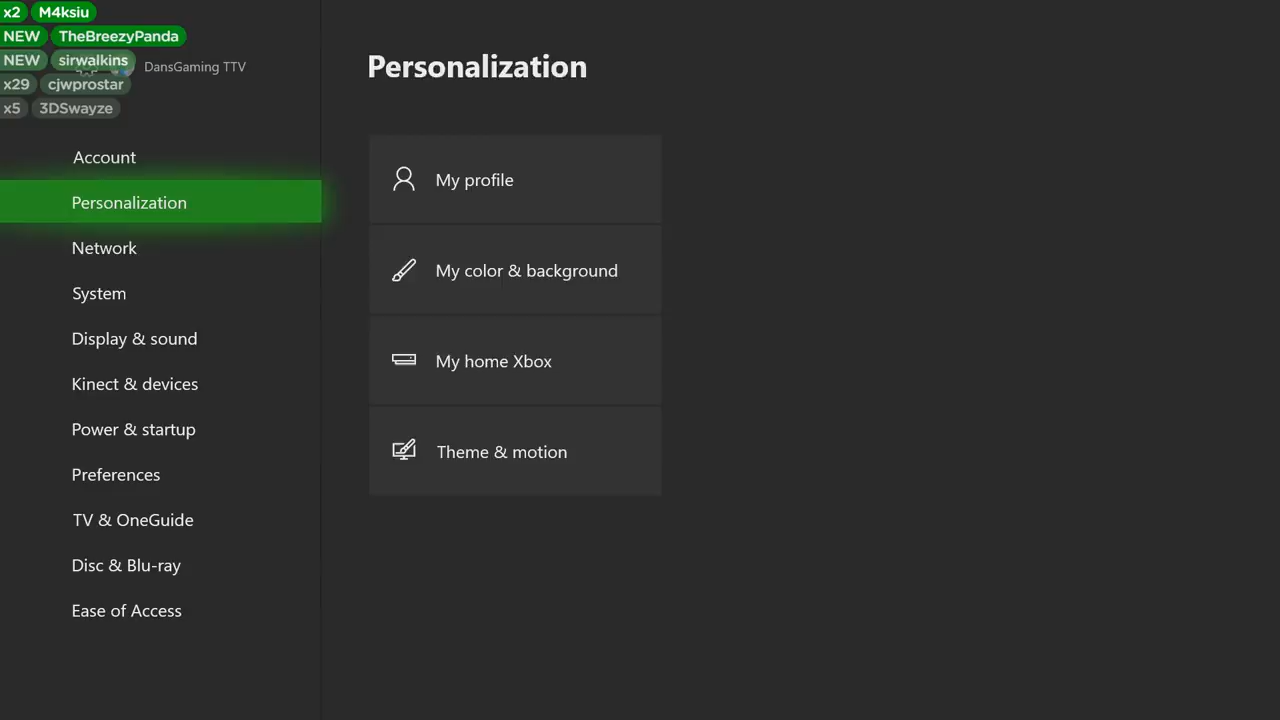 x2 M4ksiu
NEW TheBreezyPanda
NEW sirwalkins
DansGaming TTV
x29 cjwprostar
x5 3DSwayze
Account
Personalization
Network
System
Display & sound
Kinect & devices
Power & startup
Preferences
TV & OneGuide
Disc & Blu-ray
Ease of Access
Personalization
My profile
My color & background
My home Xbox
Theme & motion